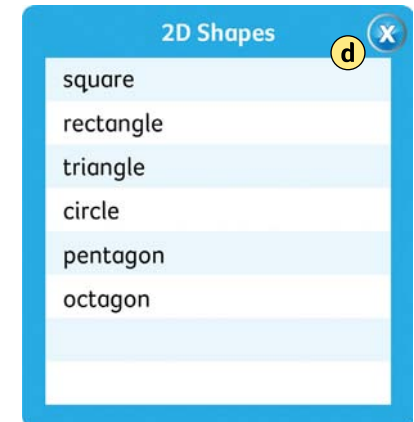 2D Shapes
d
X
square
rectangle
triangle
circle
pentagon
octagon